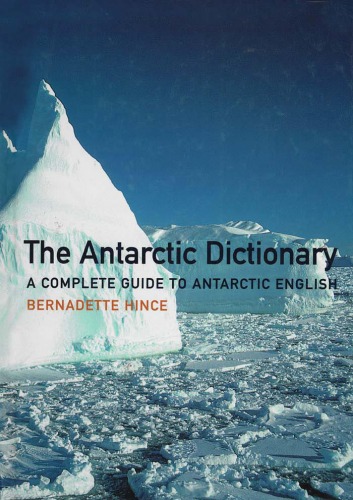 The Antarctic Dictionary
A COMPLETE GUIDE TO ANTARCTIC ENGLISH
BERNADETTE HINCE